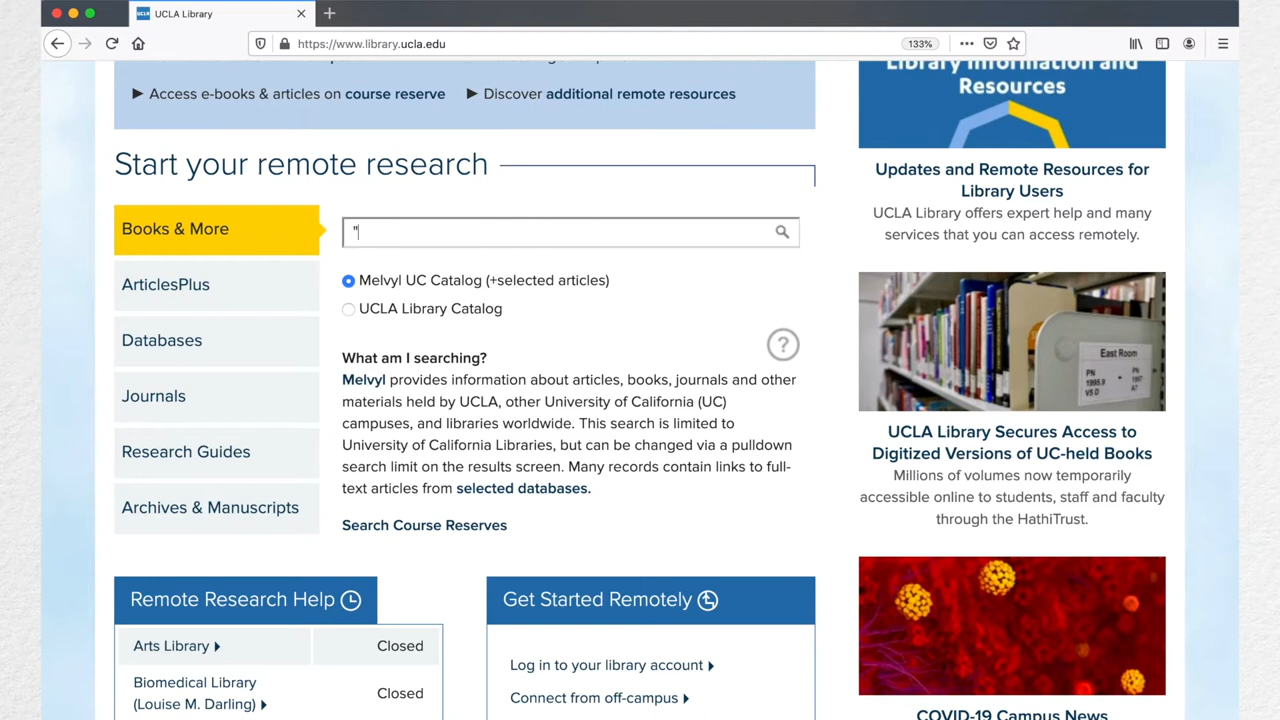 UCLA Library
https://www.library.ucla.edu
133%
Library Information and
Resources
▶ Access e-books & articles on course reserve
▶ Discover additional remote resources
Start your remote research
Books & More
"
ArticlesPlus
Databases
Journals
Research Guides
Archives & Manuscripts
Melvyl UC Catalog (+selected articles)
UCLA Library Catalog
What am I searching?
?
Melvyl provides information about articles, books, journals and other
materials held by UCLA, other University of California (UC)
campuses, and libraries worldwide. This search is limited to
University of California Libraries, but can be changed via a pulldown
search limit on the results screen. Many records contain links to full-
text articles from selected databases.
Search Course Reserves
Updates and Remote Resources for
Library Users
UCLA Library offers expert help and many
services that you can access remotely.
East Room
PN
1995.9
V5 D
PN
1997
A7
UCLA Library Secures Access to
Digitized Versions of UC-held Books
Millions of volumes now temporarily
accessible online to students, staff and faculty
through the HathiTrust.
Remote Research Help
Arts Library ▶ Closed
Biomedical Library
(Louise M. Darling) ▶ Closed
Get Started Remotely
Log in to your library account ▶
Connect from off-campus ▶
COVID-19 Campus News